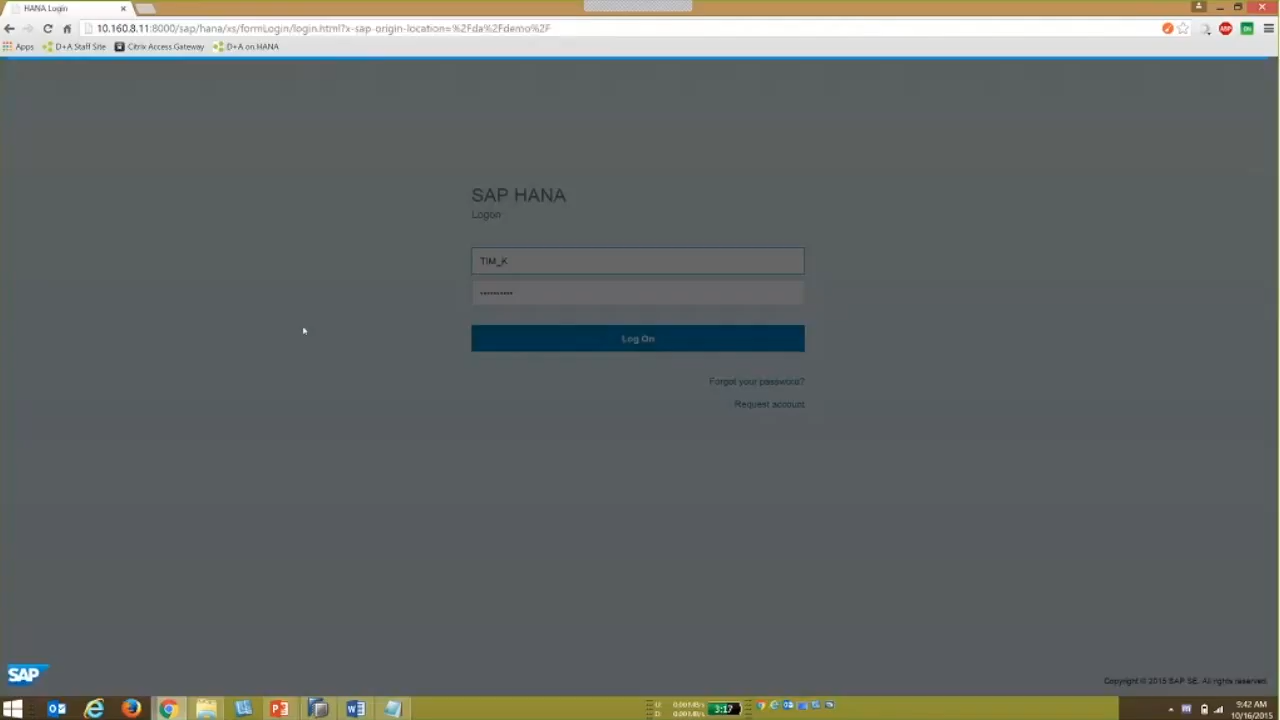 HANA Login
10.160.8.11:8000/sap/hana/xs/formLogin/login.html?x-sap-origin-location=%2Fda%2Fdemo%2F
Apps D+A Staff Site Citrix Access Gateway D+A on HANA
SAP HANA
Logon
TIM_K
Log On
Forgot your password?
Request account
SAP
Copyright © 2015 SAP SE. All rights reserved.
3:17
9:42 AM
10/16/2015